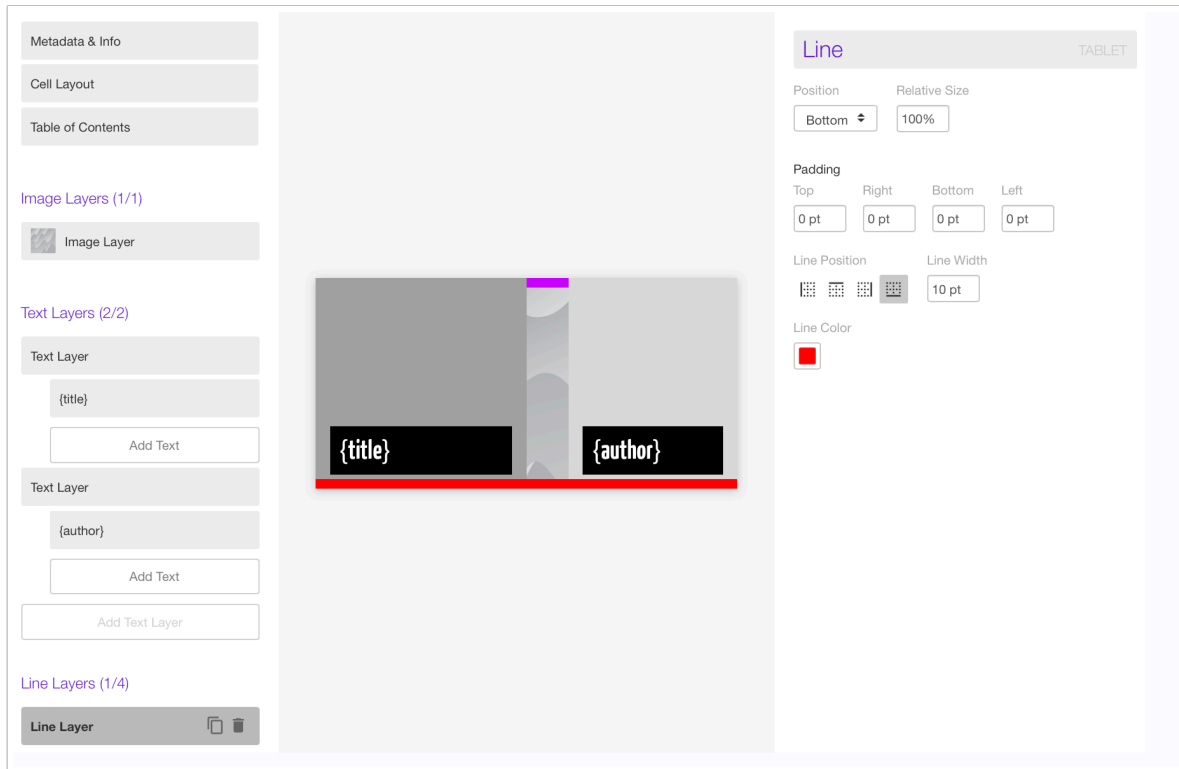 Metadata & Info
Cell Layout
Table of Contents
Image Layers (1/1)
Image Layer
Text Layers (2/2)
Text Layer
{title}
Add Text
Text Layer
{author}
Add Text
Add Text Layer
Line Layers (1/4)
Line Layer
{title}
{author}
Line
TABLET
Position
Relative Size
Bottom
100%
Padding
Top
Right
Bottom
Left
0 pt
0 pt
0 pt
0 pt
Line Position
Line Width
10 pt
Line Color